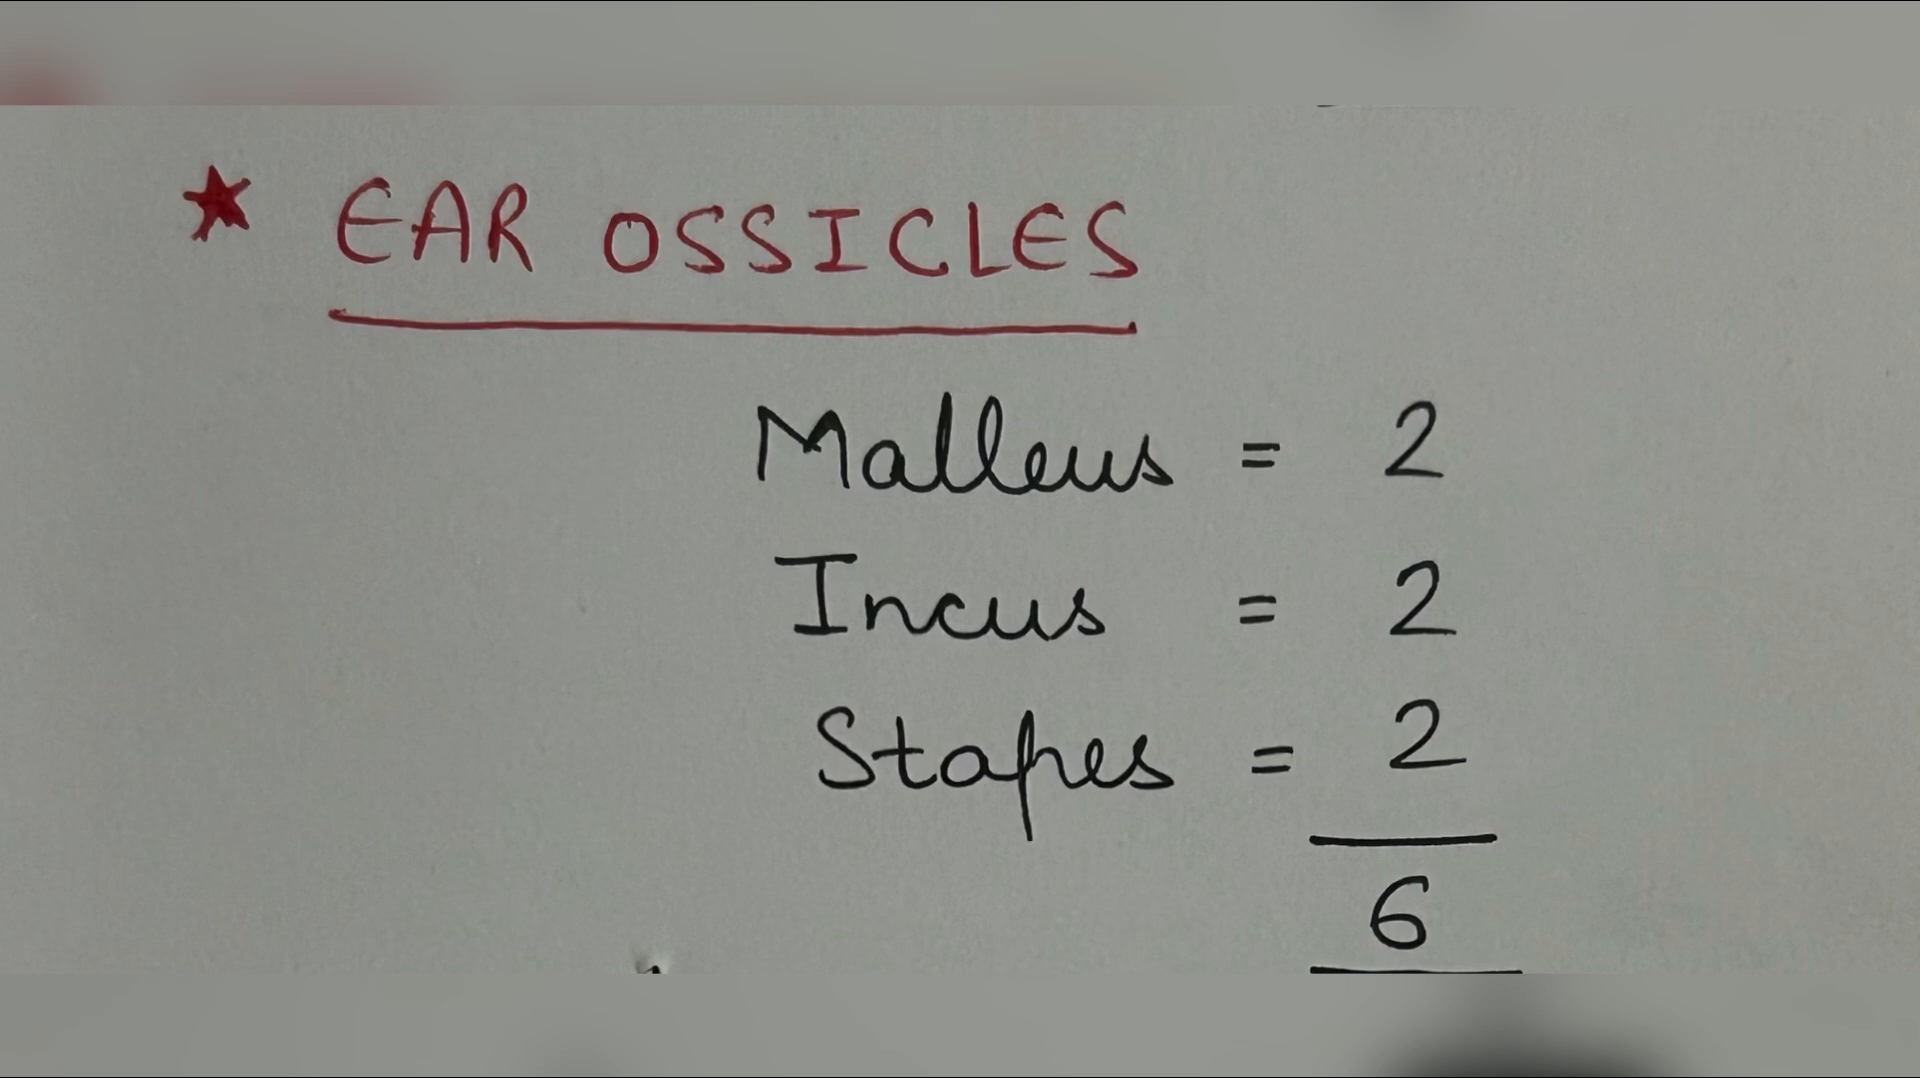 ★ EAR OSSICLES
Malleus = 2
Incus = 2
Stapes = 2
6